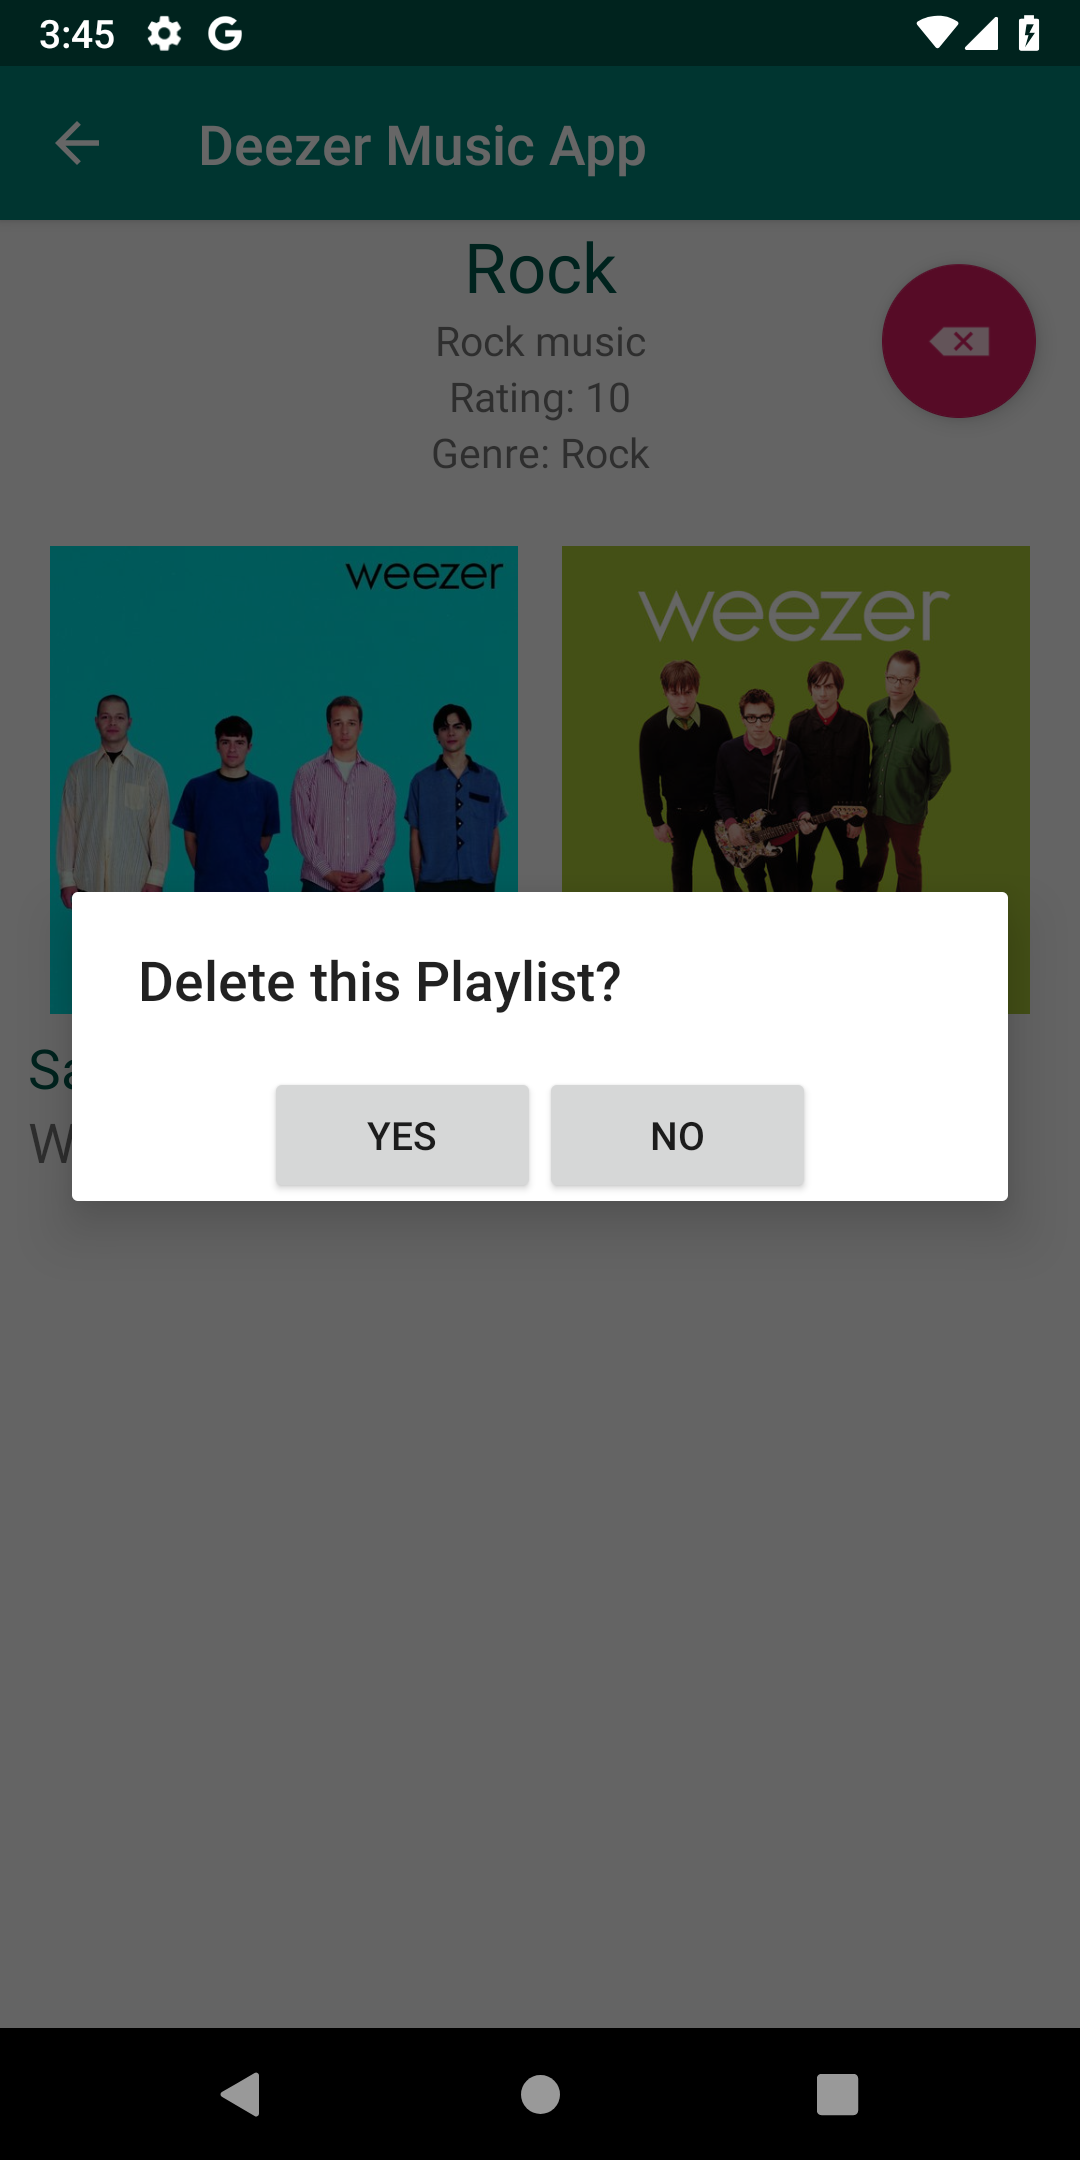 3:45
Deezer Music App
Rock
Rock music
Rating: 10
Genre: Rock
weezer
weezer
Delete this Playlist?
YES
NO